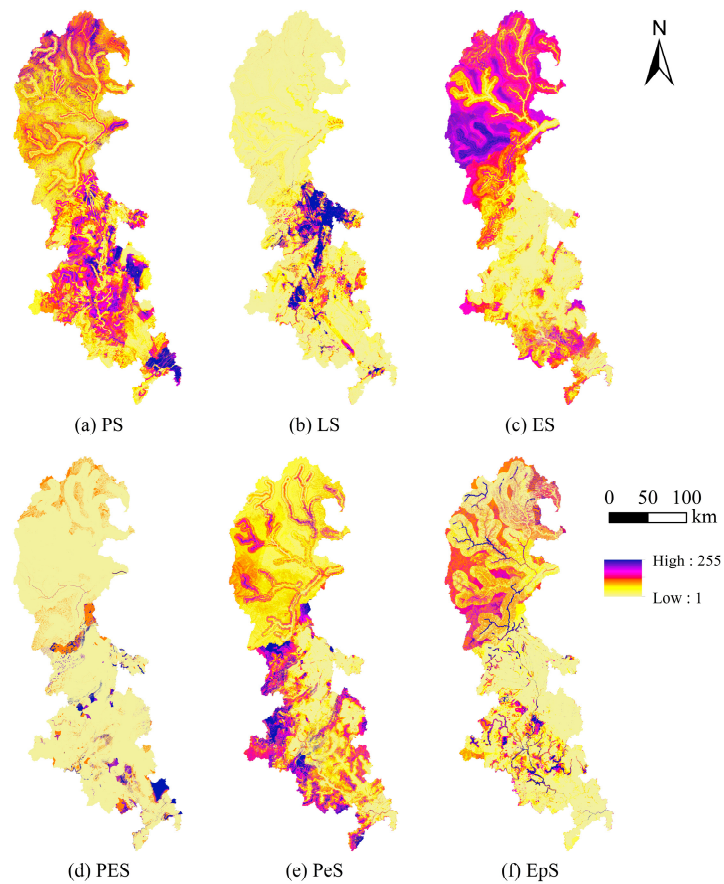 N
(a) PS
(b) LS
(c) ES
0 50 100
km
High : 255
Low : 1
(d) PES
(e) PeS
(f) EpS